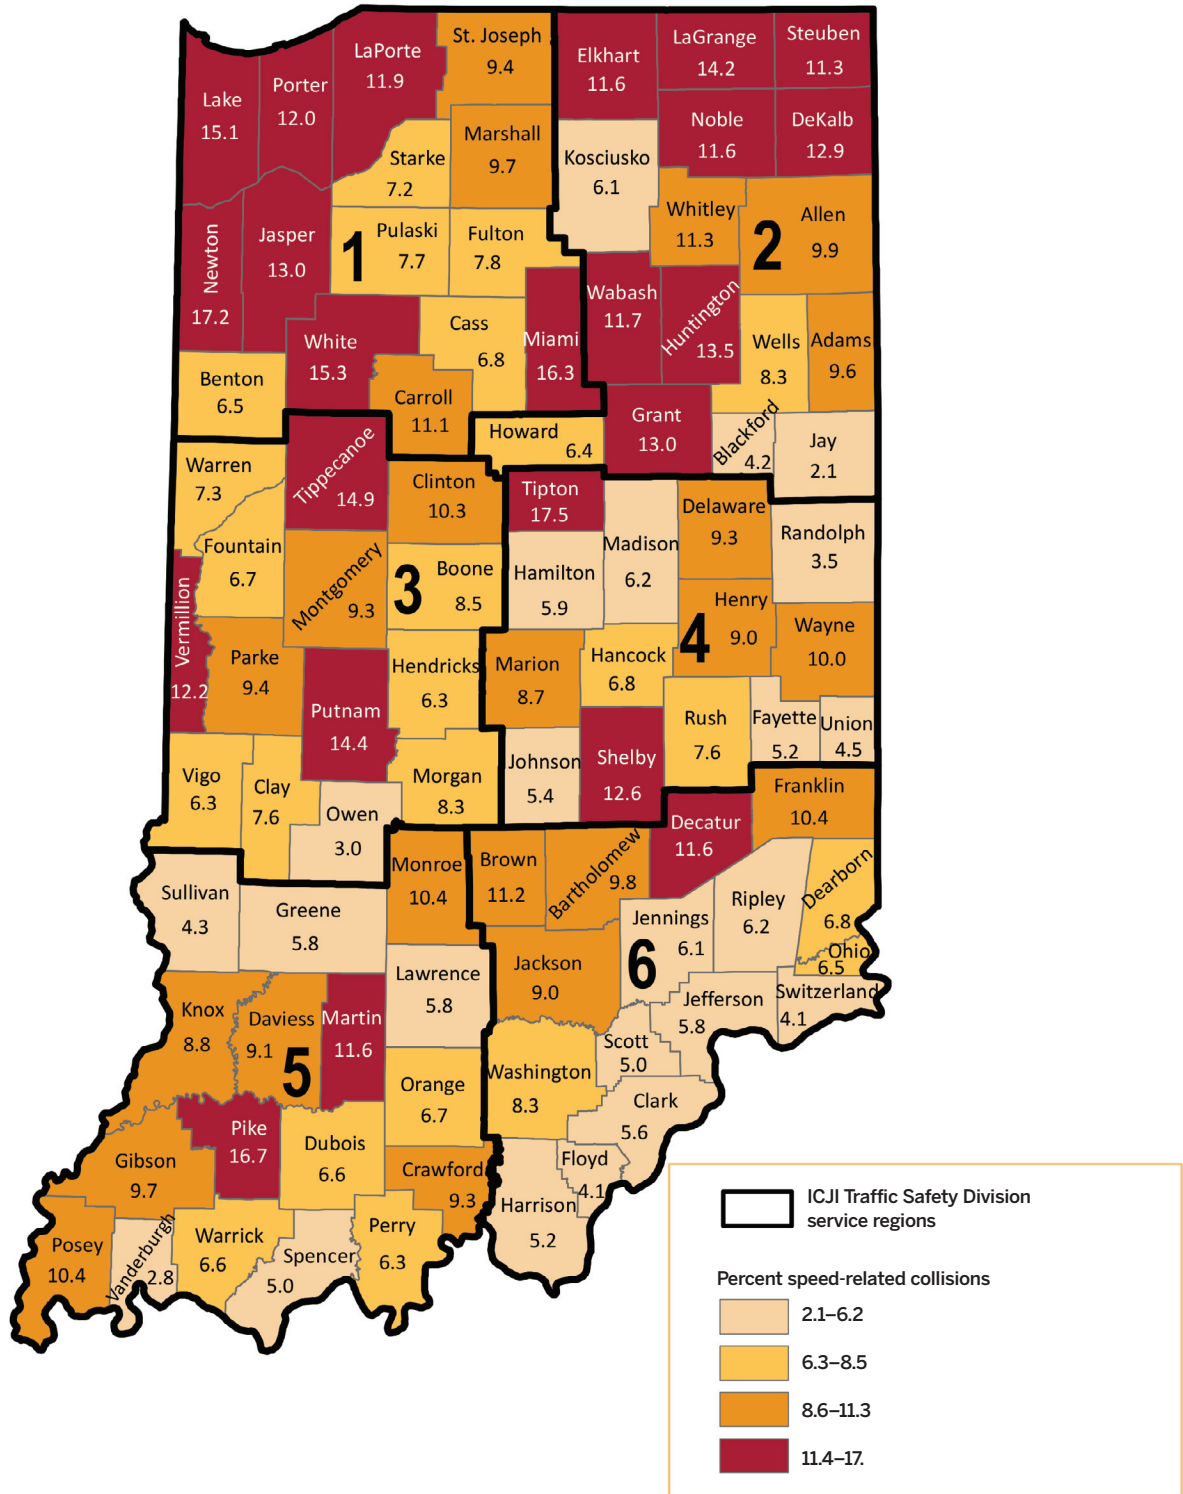 LaPorte
11.9
St. Joseph
9.4
Elkhart
11.6
LaGrange
14.2
Steuben
11.3
Lake
15.1
Porter
12.0
Noble
11.6
DeKalb
12.9
Starke
7.2
Marshall
9.7
Kosciusko
6.1
Whitley
11.3
Allen
9.9
2
Newton
17.2
Jasper
13.0
1
Pulaski
7.7
Fulton
7.8
Wabash
11.7
Huntington
13.5
Wells
8.3
Adams
9.6
White
15.3
Cass
6.8
Miami
16.3
Benton
6.5
Carroll
11.1
Howard
6.4
Grant
13.0
Blackford
4.2
Jay
2.1
Warren
7.3
Tippecanoe
14.9
Clinton
10.3
Tipton
17.5
Madison
6.2
Delaware
9.3
Randolph
3.5
Fountain
6.7
Montgomery
9.3
3
Boone
8.5
Hamilton
5.9
Henry
9.0
4
Wayne
10.0
Vermillion
12.2
Parke
9.4
Putnam
14.4
Hendricks
6.3
Marion
8.7
Hancock
6.8
Rush
7.6
Fayette
5.2
Union
4.5
Vigo
6.3
Clay
7.6
Owen
3.0
Morgan
8.3
Johnson
5.4
Shelby
12.6
Decatur
11.6
Franklin
10.4
Sullivan
4.3
Greene
5.8
Monroe
10.4
Brown
11.2
Bartholomew
9.8
Jennings
6.1
Ripley
6.2
Dearborn
6.8
Ohio
6.5
6
Knox
8.8
Daviess
9.1
5
Martin
11.6
Lawrence
5.8
Jackson
9.0
Jefferson
5.8
Switzerland
4.1
Scott
5.0
Orange
6.7
Washington
8.3
Clark
5.6
Gibson
9.7
Pike
16.7
Dubois
6.6
Crawford
9.3
Floyd
4.1
Harrison
5.2
Posey
10.4
Vanderburgh
2.8
Warrick
6.6
Spencer
5.0
Perry
6.3
ICJI Traffic Safety Division
service regions
Percent speed-related collisions
2.1–6.2
6.3–8.5
8.6–11.3
11.4–17.